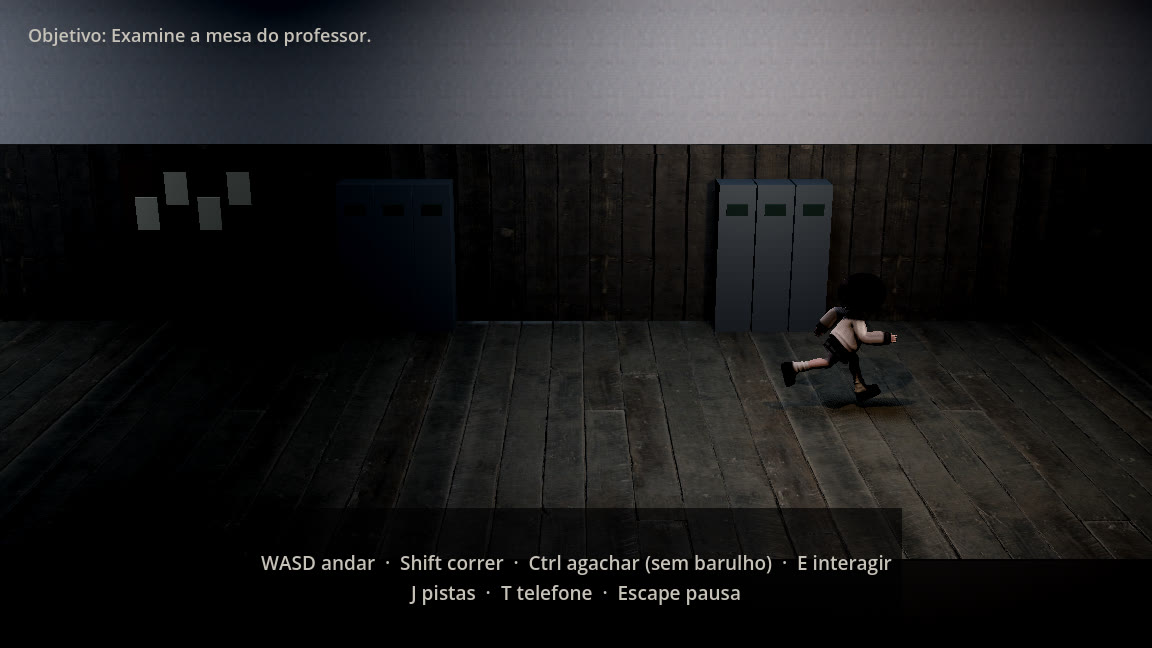 Objetivo: Examine a mesa do professor.
WASD andar · Shift correr · Ctrl agachar (sem barulho) · E interagir
J pistas · T telefone · Escape pausa